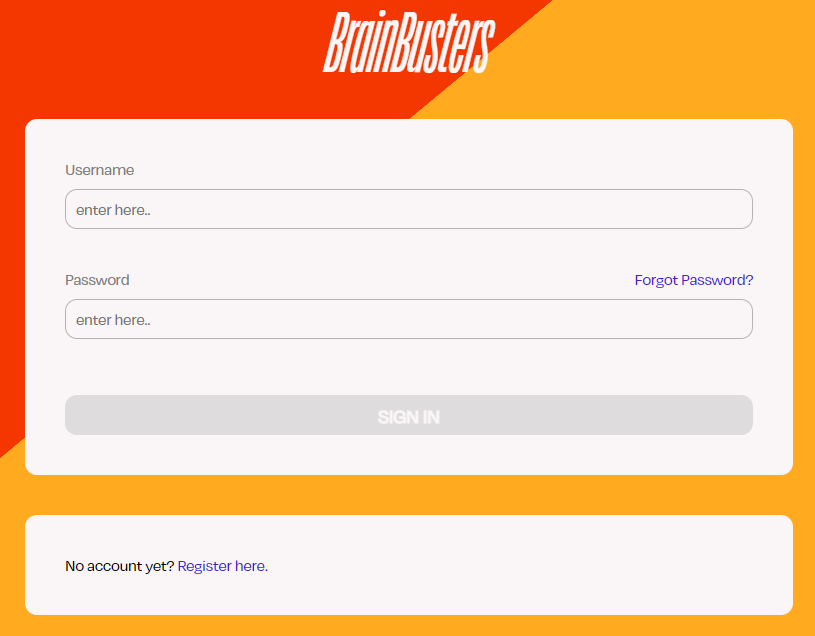 BrainBusters
Username
enter here..
Password
Forgot Password?
enter here..
SIGN IN
No account yet? Register here.